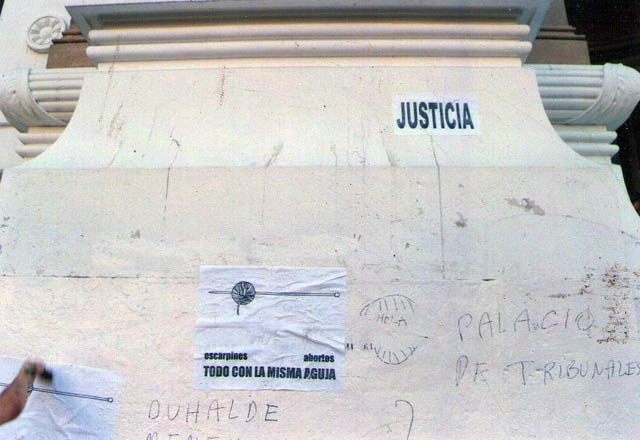 JUSTICIA
escarpines abortos
TODO CON LA MISMA AGUJA
HOLA
PALACIO
DE TRIBUNALES
DUHALDE